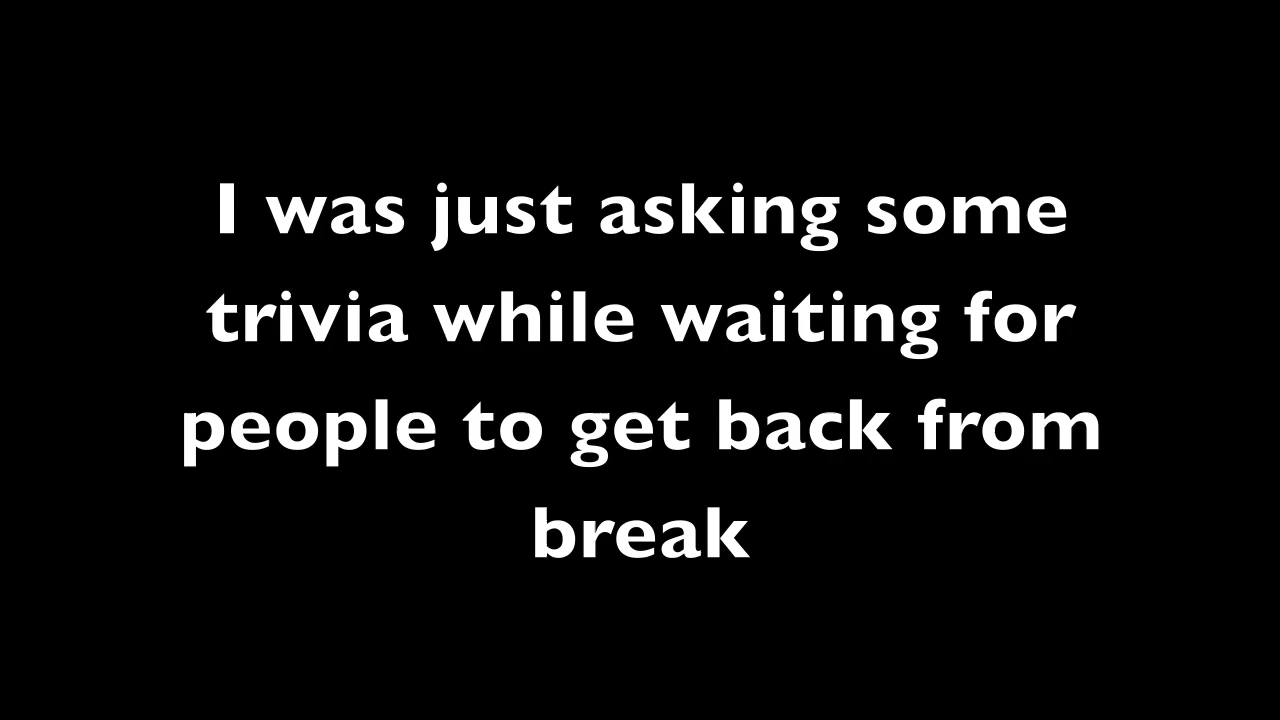 I was just asking some
trivia while waiting for
people to get back from
break